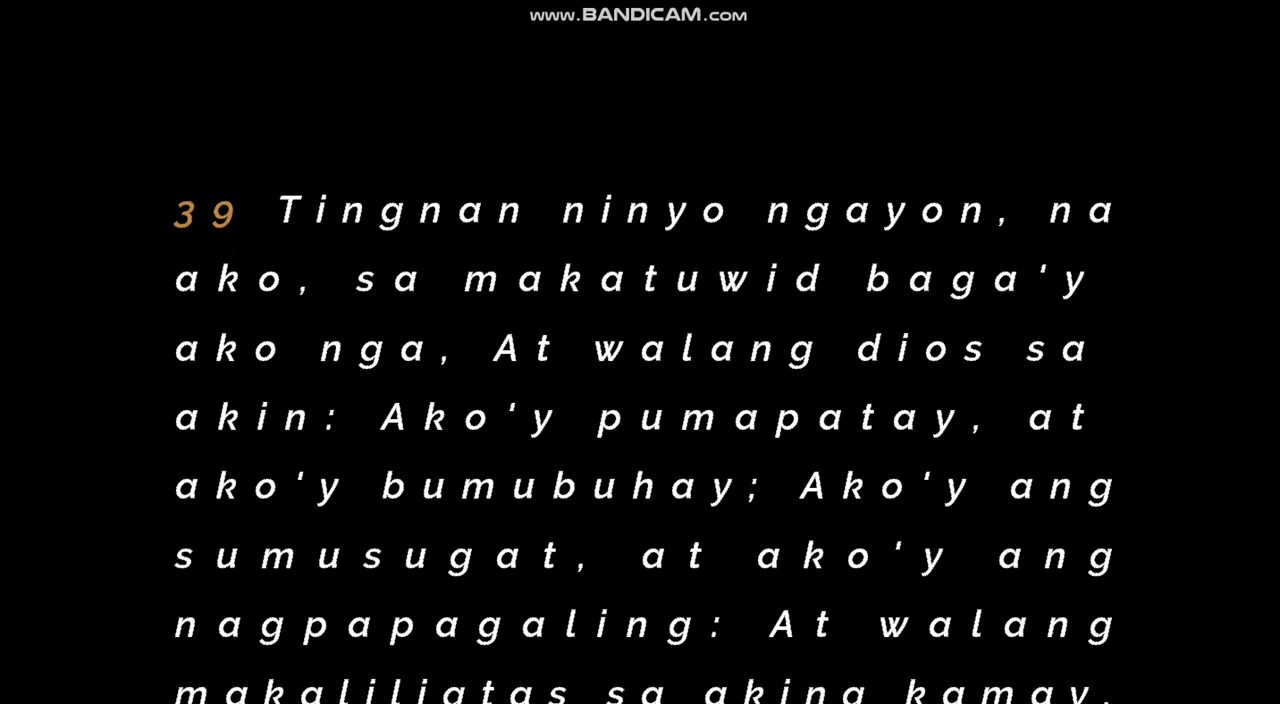 www.BANDICAM.com
39 Tingnan ninyo ngayon, na
ako, sa makatuwid baga'y
ako nga, At walang dios sa
akin: Ako'y pumapatay, at
ako'y bumubuhay; Ako'y ang
sumusugat, at ako'y ang
nagpapagaling: At walang
makaliligtas sa aking kamay.